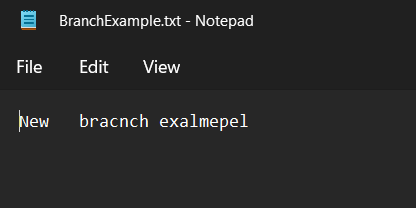 BranchExample.txt - Notepad
File Edit View
New bracnch exalmepel